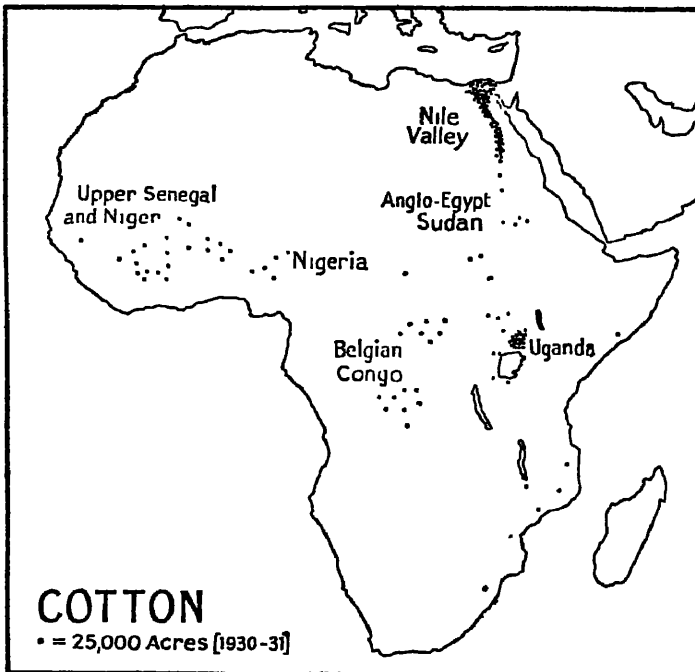 Nile
Valley
Upper Senegal
and Niger
Anglo-Egypt
Sudan
Nigeria
Belgian
Congo
Uganda
COTTON
• = 25,000 Acres [1930-31]